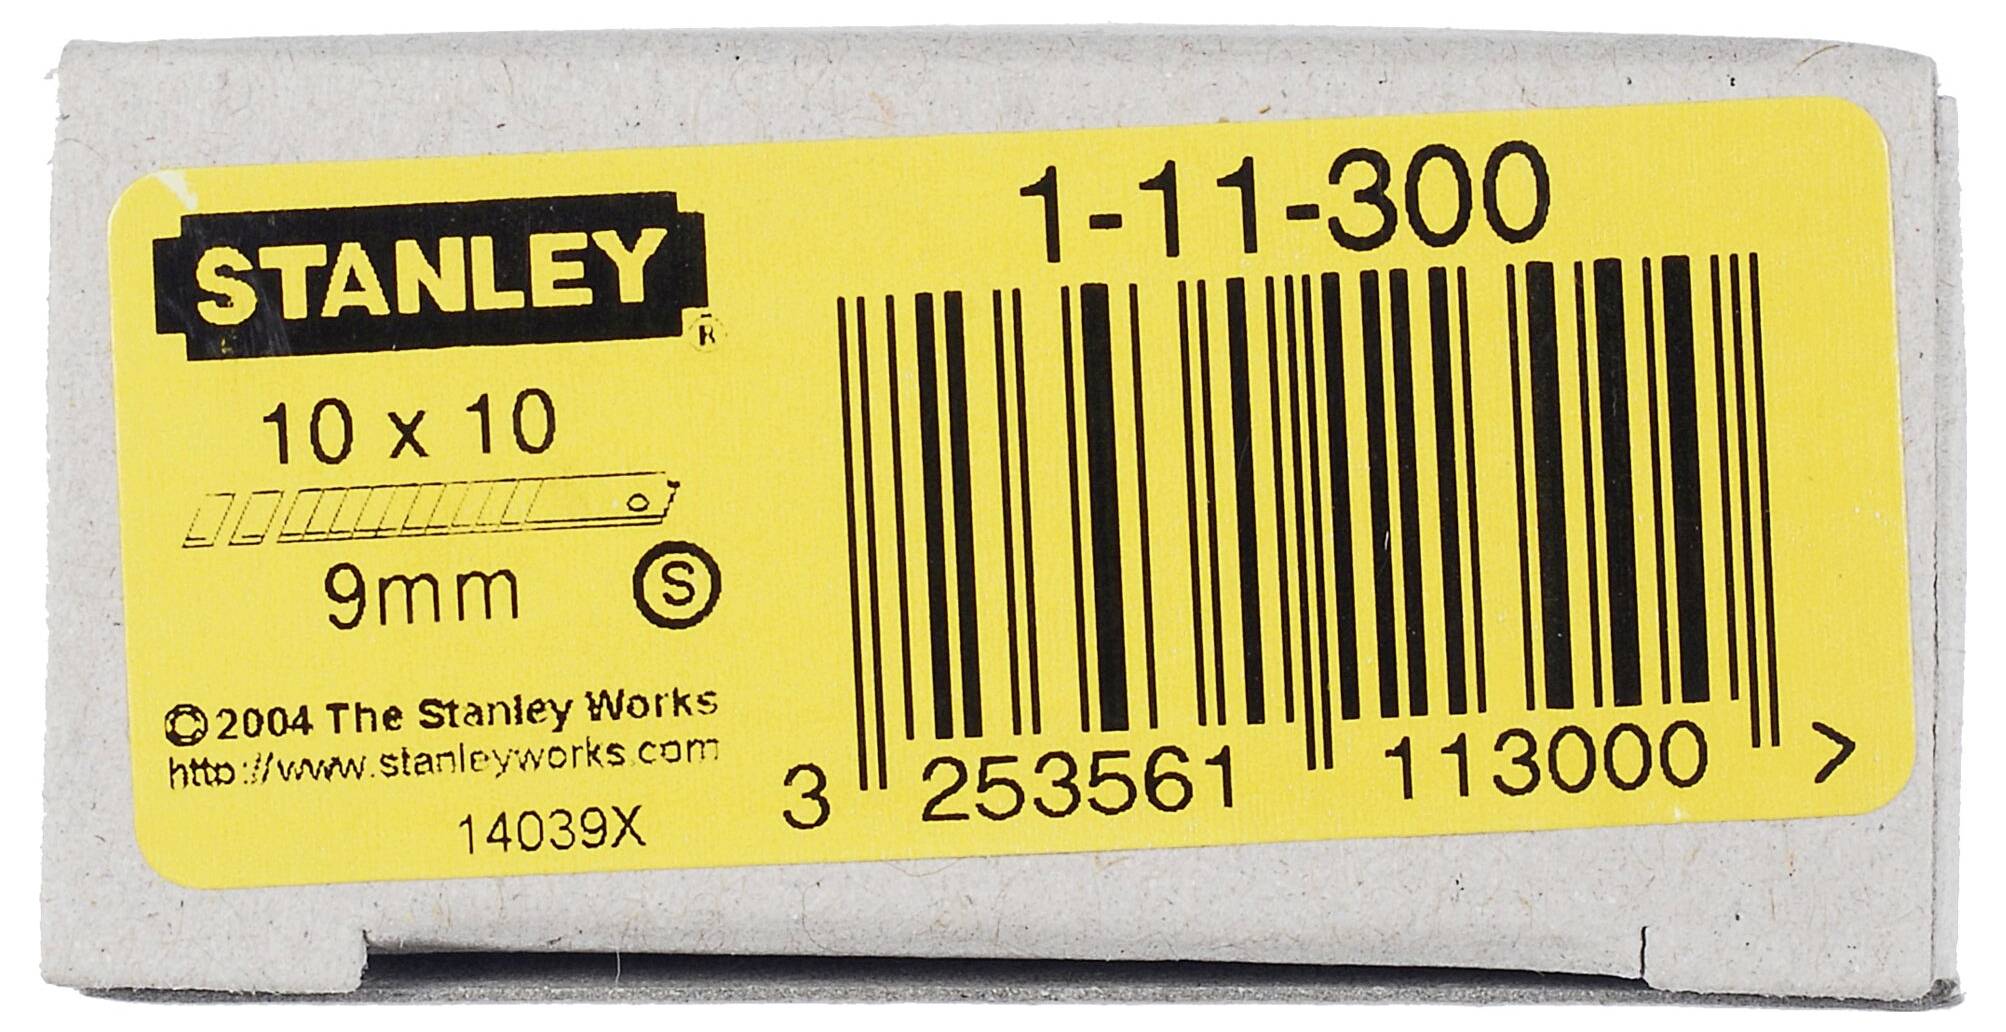 STANLEY
®
10 x 10
9mm
S
©2004 The Stanley Works
http://www.stanleyworks.com
14039X
1-11-300
3 253561 113000 >